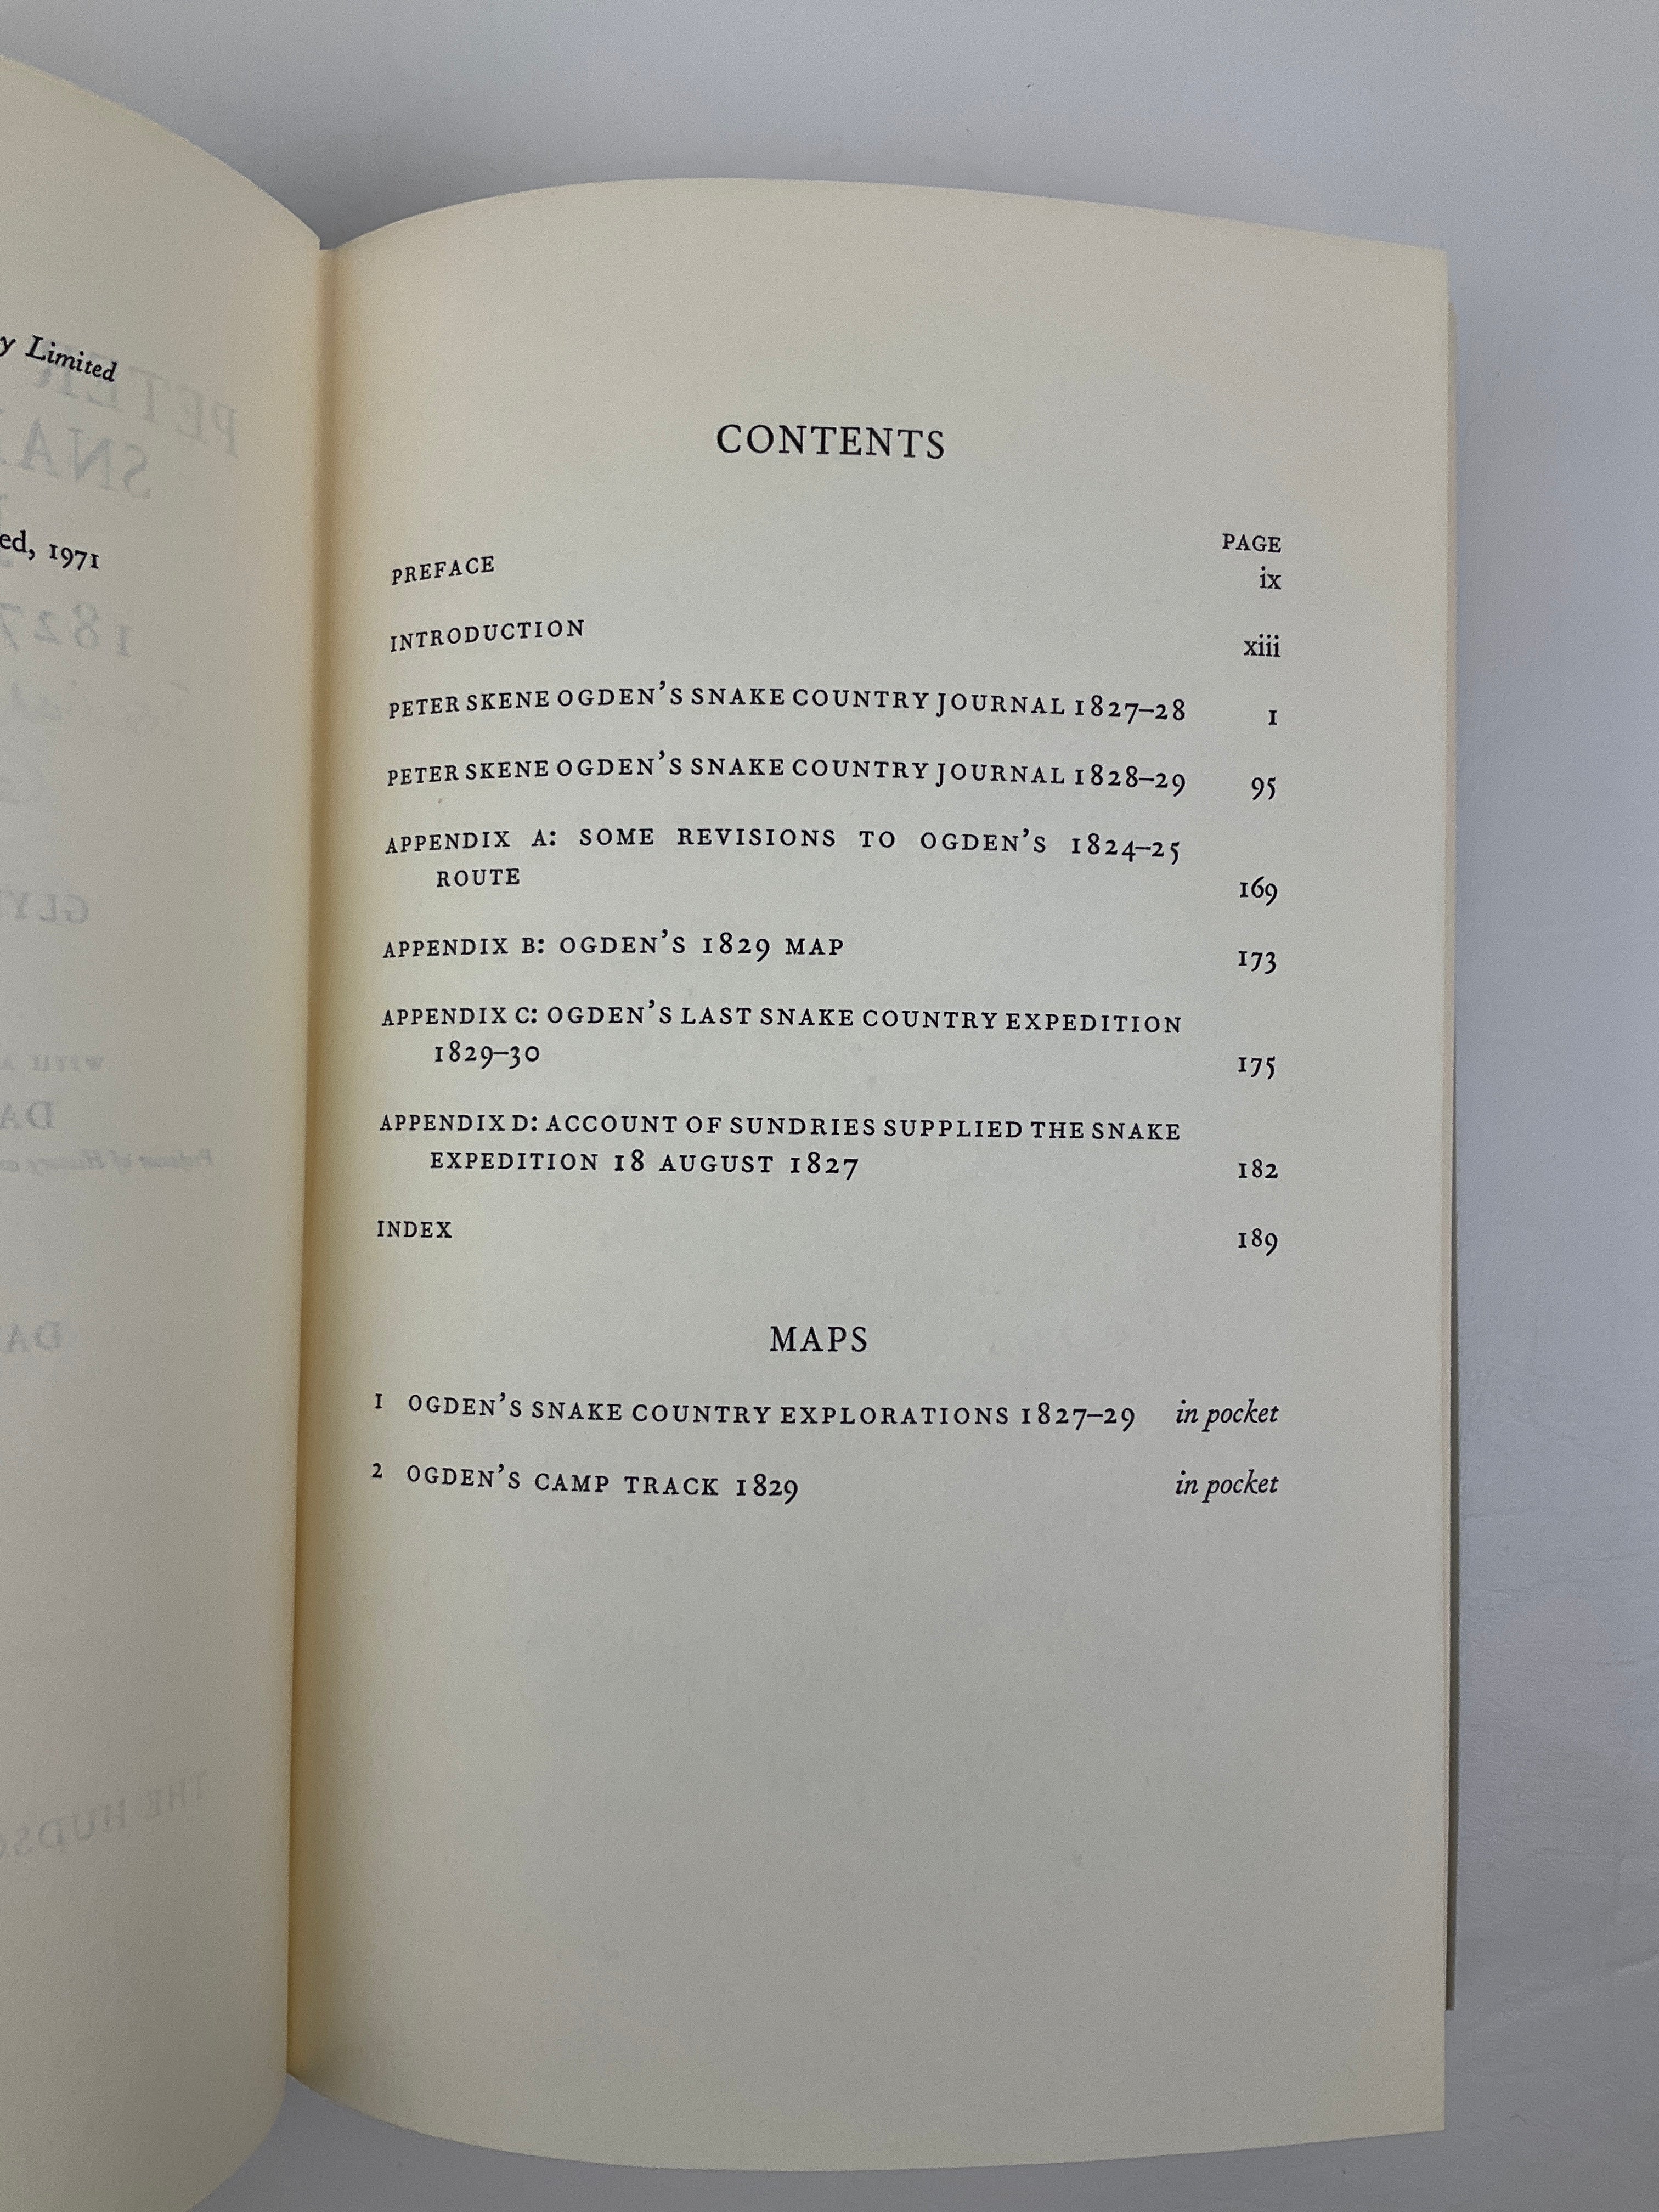 y Limited
ed, 1971
CONTENTS
PAGE
PREFACE ix
INTRODUCTION xiii
PETER SKENE OGDEN'S SNAKE COUNTRY JOURNAL 1827–28 1
PETER SKENE OGDEN'S SNAKE COUNTRY JOURNAL 1828–29 95
APPENDIX A: SOME REVISIONS TO OGDEN'S 1824–25
ROUTE 169
APPENDIX B: OGDEN'S 1829 MAP 173
APPENDIX C: OGDEN'S LAST SNAKE COUNTRY EXPEDITION
1829–30 175
APPENDIX D: ACCOUNT OF SUNDRIES SUPPLIED THE SNAKE
EXPEDITION 18 AUGUST 1827 182
INDEX 189
MAPS
1 OGDEN'S SNAKE COUNTRY EXPLORATIONS 1827–29 in pocket
2 OGDEN'S CAMP TRACK 1829 in pocket